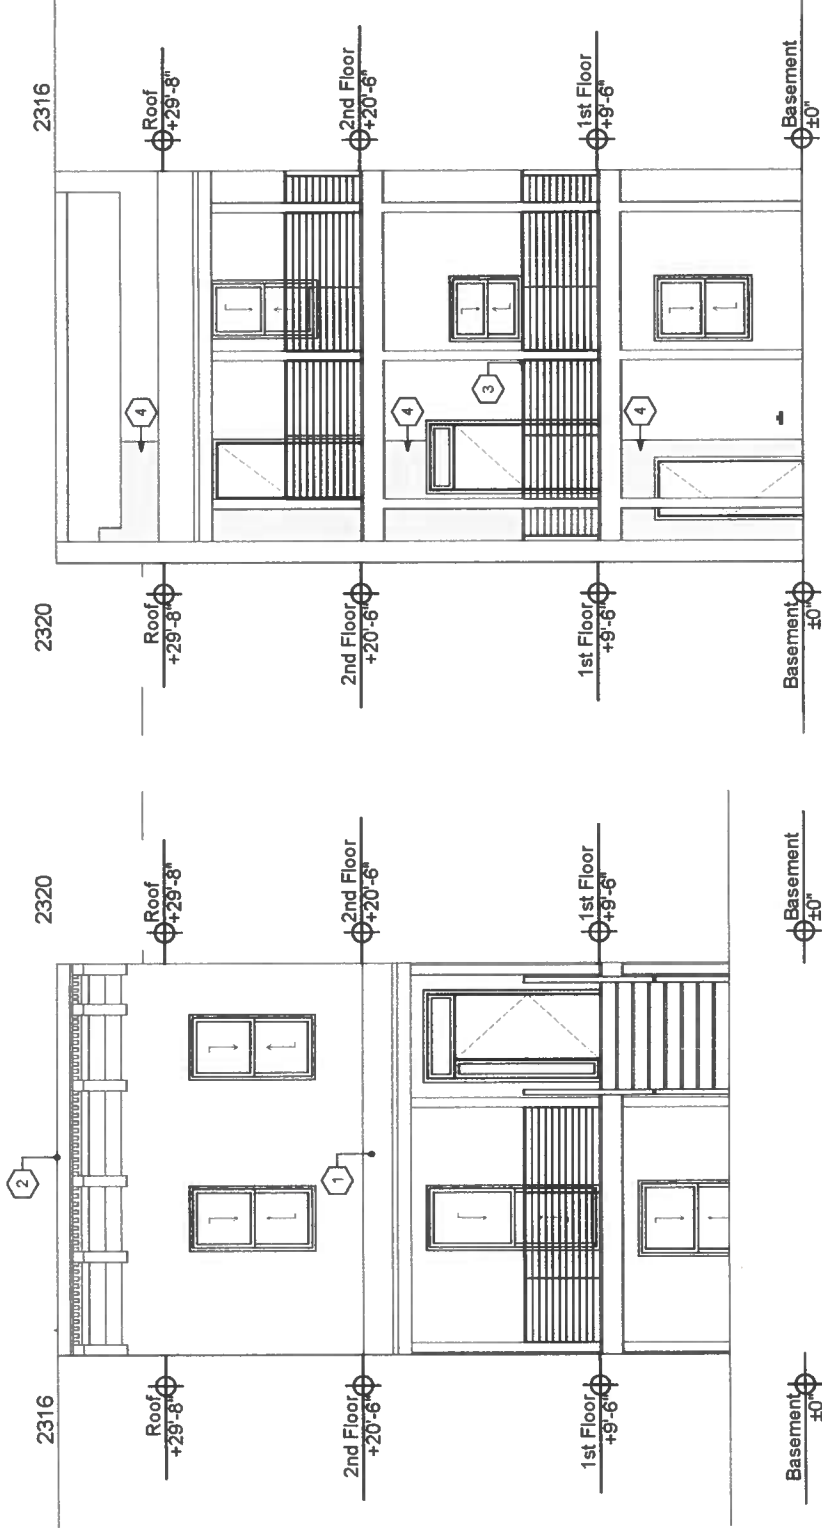 2316
Roof
+29'-8"
2nd Floor
+20'-6"
1st Floor
+9'-6"
Basement
±0"
2
1
2320
Roof
+29'-8"
2nd Floor
+20'-6"
1st Floor
+9'-6"
Basement
±0"
2320
Roof
+29'-8"
2nd Floor
+20'-6"
1st Floor
+9'-6"
Basement
±0"
4
4
3
4
2316
Roof
+29'-8"
2nd Floor
+20'-6"
1st Floor
+9'-6"
Basement
±0"